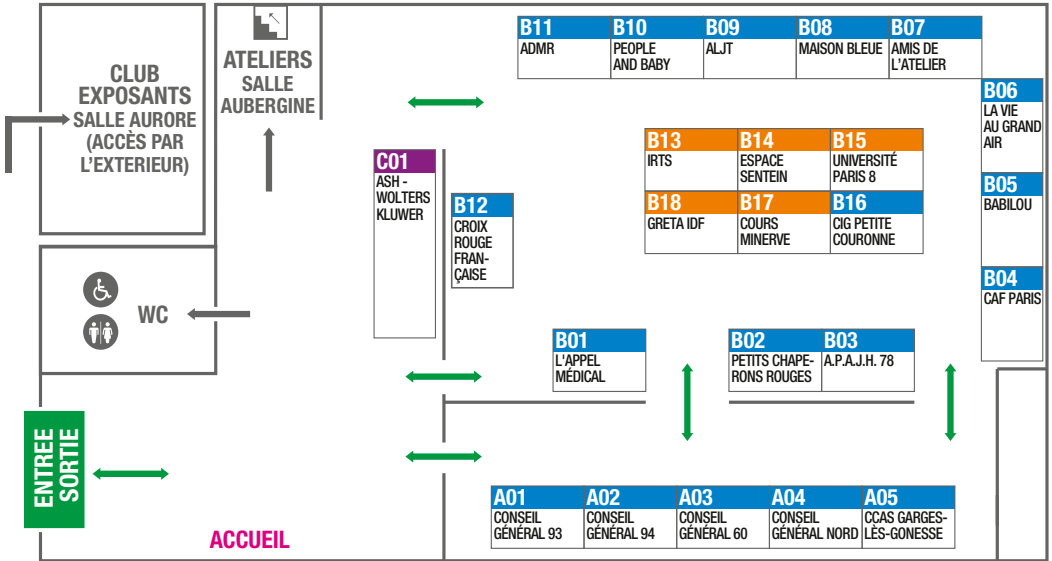 CLUB
EXPOSANTS
SALLE AURORE
(ACCÈS PAR
L'EXTERIEUR)
ATELIERS
SALLE
AUBERGINE
WC
ENTREE
SORTIE
ACCUEIL
C01
ASH -
WOLTERS
KLUWER
B12
CROIX
ROUGE
FRAN-
ÇAISE
B11
ADMR
B10
PEOPLE
AND BABY
B09
ALJT
B08
MAISON BLEUE
B07
AMIS DE
L'ATELIER
B06
LA VIE
AU GRAND
AIR
B05
BABILOU
B04
CAF PARIS
B13
IRTS
B14
ESPACE
SENTEIN
B15
UNIVERSITÉ
PARIS 8
B18
GRETA IDF
B17
COURS
MINERVE
B16
CIG PETITE
COURONNE
B01
L'APPEL
MÉDICAL
B02
PETITS CHAPE-
RONS ROUGES
B03
A.P.A.J.H. 78
A01
CONSEIL
GÉNÉRAL 93
A02
CONSEIL
GÉNÉRAL 94
A03
CONSEIL
GÉNÉRAL 60
A04
CONSEIL
GÉNÉRAL NORD
A05
CCAS GARGES-
LÈS-GONESSE